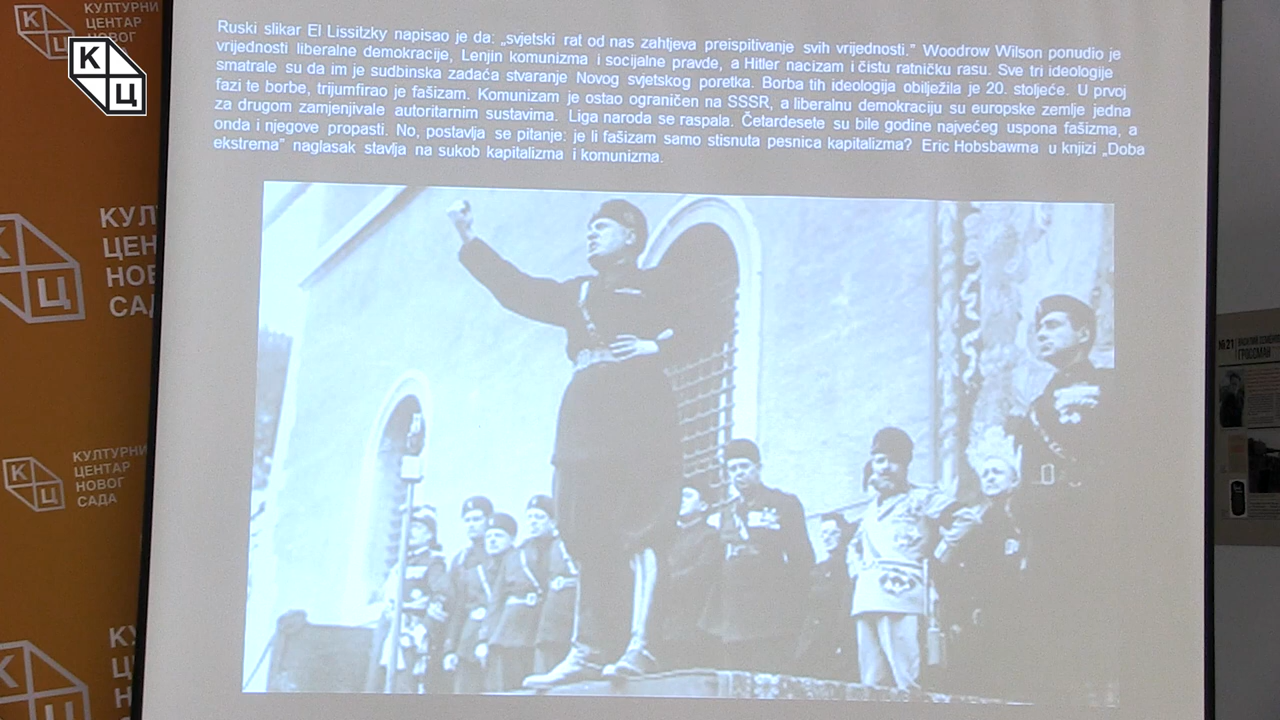 Ruski slikar El Lissitzky napisao je da: „svjetski rat od nas zahtjeva preispitivanje svih vrijednosti.” Woodrow Wilson ponudio je
vrijednosti liberalne demokracije, Lenjin komunizma i socijalne pravde, a Hitler nacizam i čistu ratničku rasu. Sve tri ideologije
smatrale su da im je sudbinska zadaća stvaranje Novog svjetskog poretka. Borba tih ideologija obilježila je 20. stoljeće. U prvoj
fazi te borbe, trijumfirao je fašizam. Komunizam je ostao ograničen na SSSR, a liberalnu demokraciju su europske zemlje jedna
za drugom zamjenjivale autoritarnim sustavima. Liga naroda se raspala. Četardesete su bile godine najvećeg uspona fašizma, a
onda i njegove propasti. No, postavlja se pitanje: je li fašizam samo stisnuta pesnica kapitalizma? Eric Hobsbawma u knjizi „Doba
ekstrema” naglasak stavlja na sukob kapitalizma i komunizma.
К
Ц
КУЛТУРНИ
ЦЕНТАР
НОВОГ
К
Ц
КУЛ
ЦЕН
НОВ
САД
Ц
КУЛТУРНИ
ЦЕНТАР
НОВОГ
САДА
К
Ц
№21
ГРОССМАН